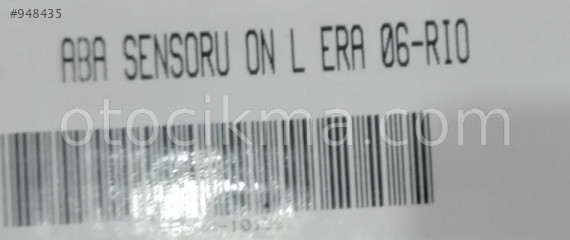 #948435
ABA SENSORU ON L ERA 06-RIO
otocikma.com